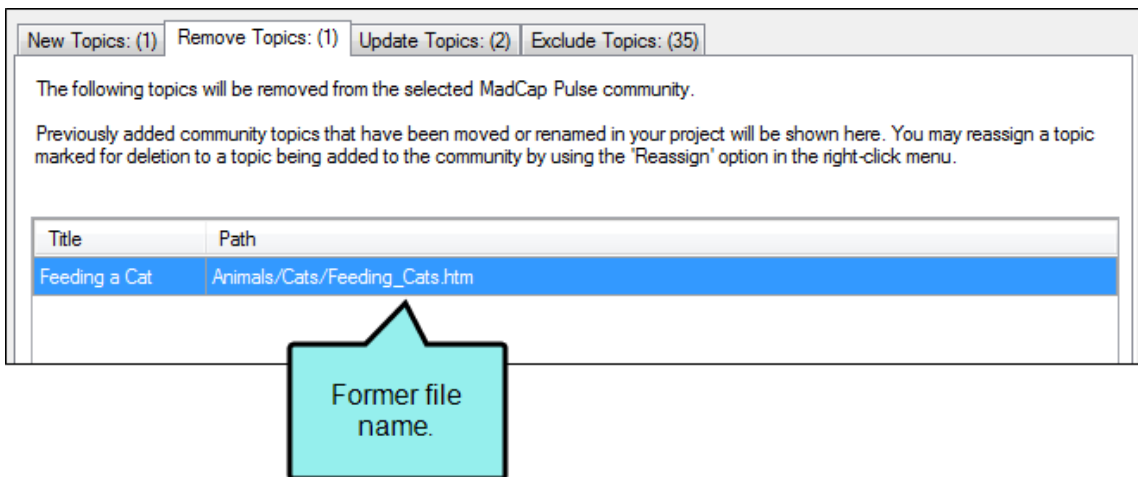 New Topics: (1) Remove Topics: (1) Update Topics: (2) Exclude Topics: (35)
The following topics will be removed from the selected MadCap Pulse community.
Previously added community topics that have been moved or renamed in your project will be shown here. You may reassign a topic
marked for deletion to a topic being added to the community by using the 'Reassign' option in the right-click menu.
Title Path
Feeding a Cat Animals/Cats/Feeding_Cats.htm
Former file
name.